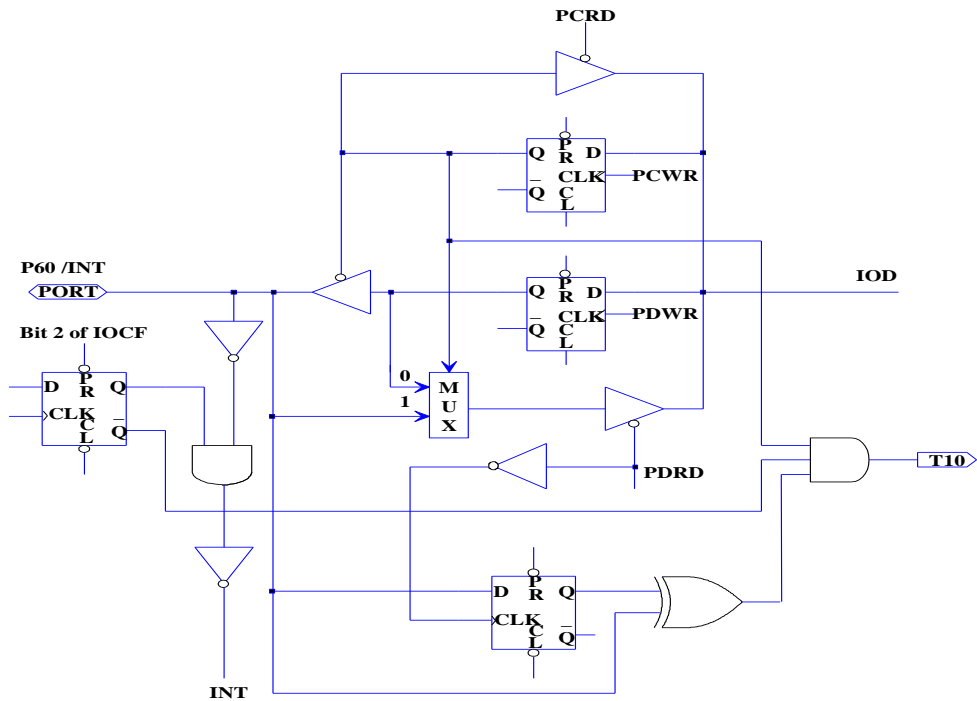 PCRD
Q
P
R
D
CLK
PCWR
Q
C
L
P60 /INT
PORT
IOD
Q
P
R
D
CLK
PDWR
Q
C
L
Bit 2 of IOCF
D
P
R
Q
CLK
C
L
Q
0
1
M
U
X
PDRD
T10
D
P
R
Q
CLK
C
L
Q
INT